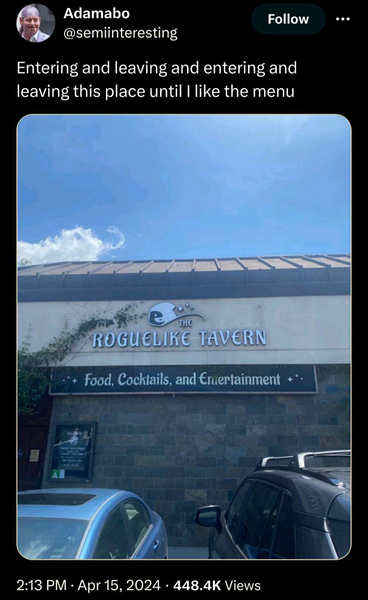 Adamabo
@semiinteresting
Follow
Entering and leaving and entering and
leaving this place until I like the menu
THE
ROGUELIKE TAVERN
Food, Cocktails, and Entertainment
2:13 PM · Apr 15, 2024 · 448.4K Views